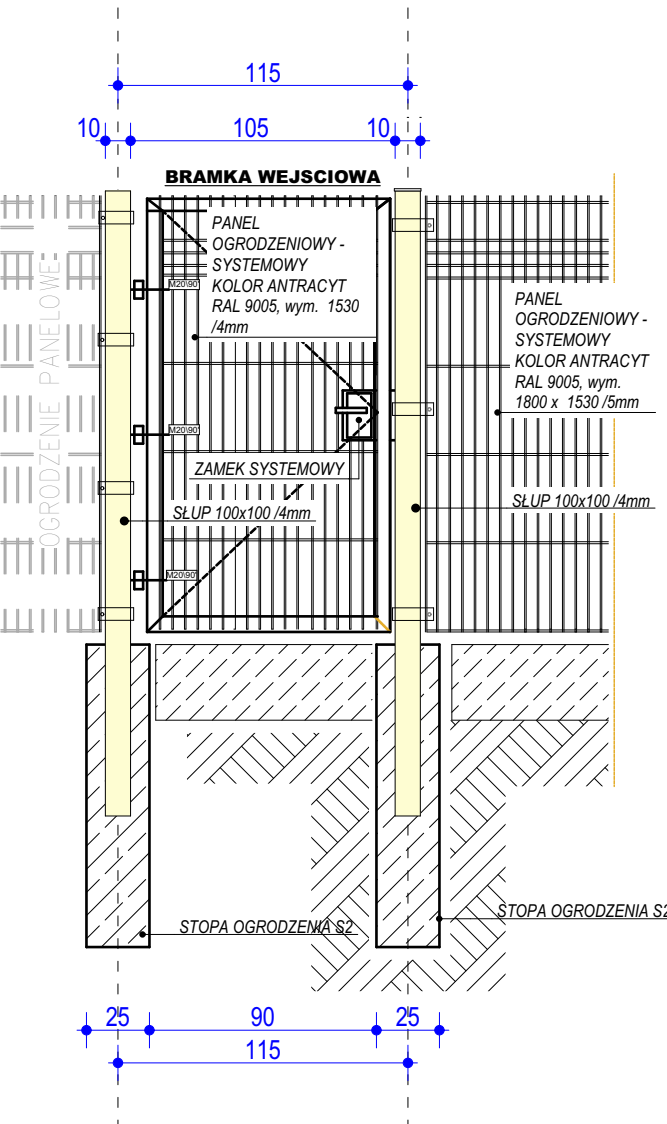 115
10
105
10
BRAMKA WEJSCIOWA
PANEL
OGRODZENIOWY -
SYSTEMOWY
KOLOR ANTRACYT
RAL 9005, wym. 1530
/4mm
M20\90°
M20\90°
M20\90°
OGRODZENIE PANELOWE
PANEL
OGRODZENIOWY -
SYSTEMOWY
KOLOR ANTRACYT
RAL 9005, wym.
1800 x 1530 /5mm
ZAMEK SYSTEMOWY
SŁUP 100x100 /4mm
SŁUP 100x100 /4mm
STOPA OGRODZENIA S2
STOPA OGRODZENIA S2
25
90
25
115